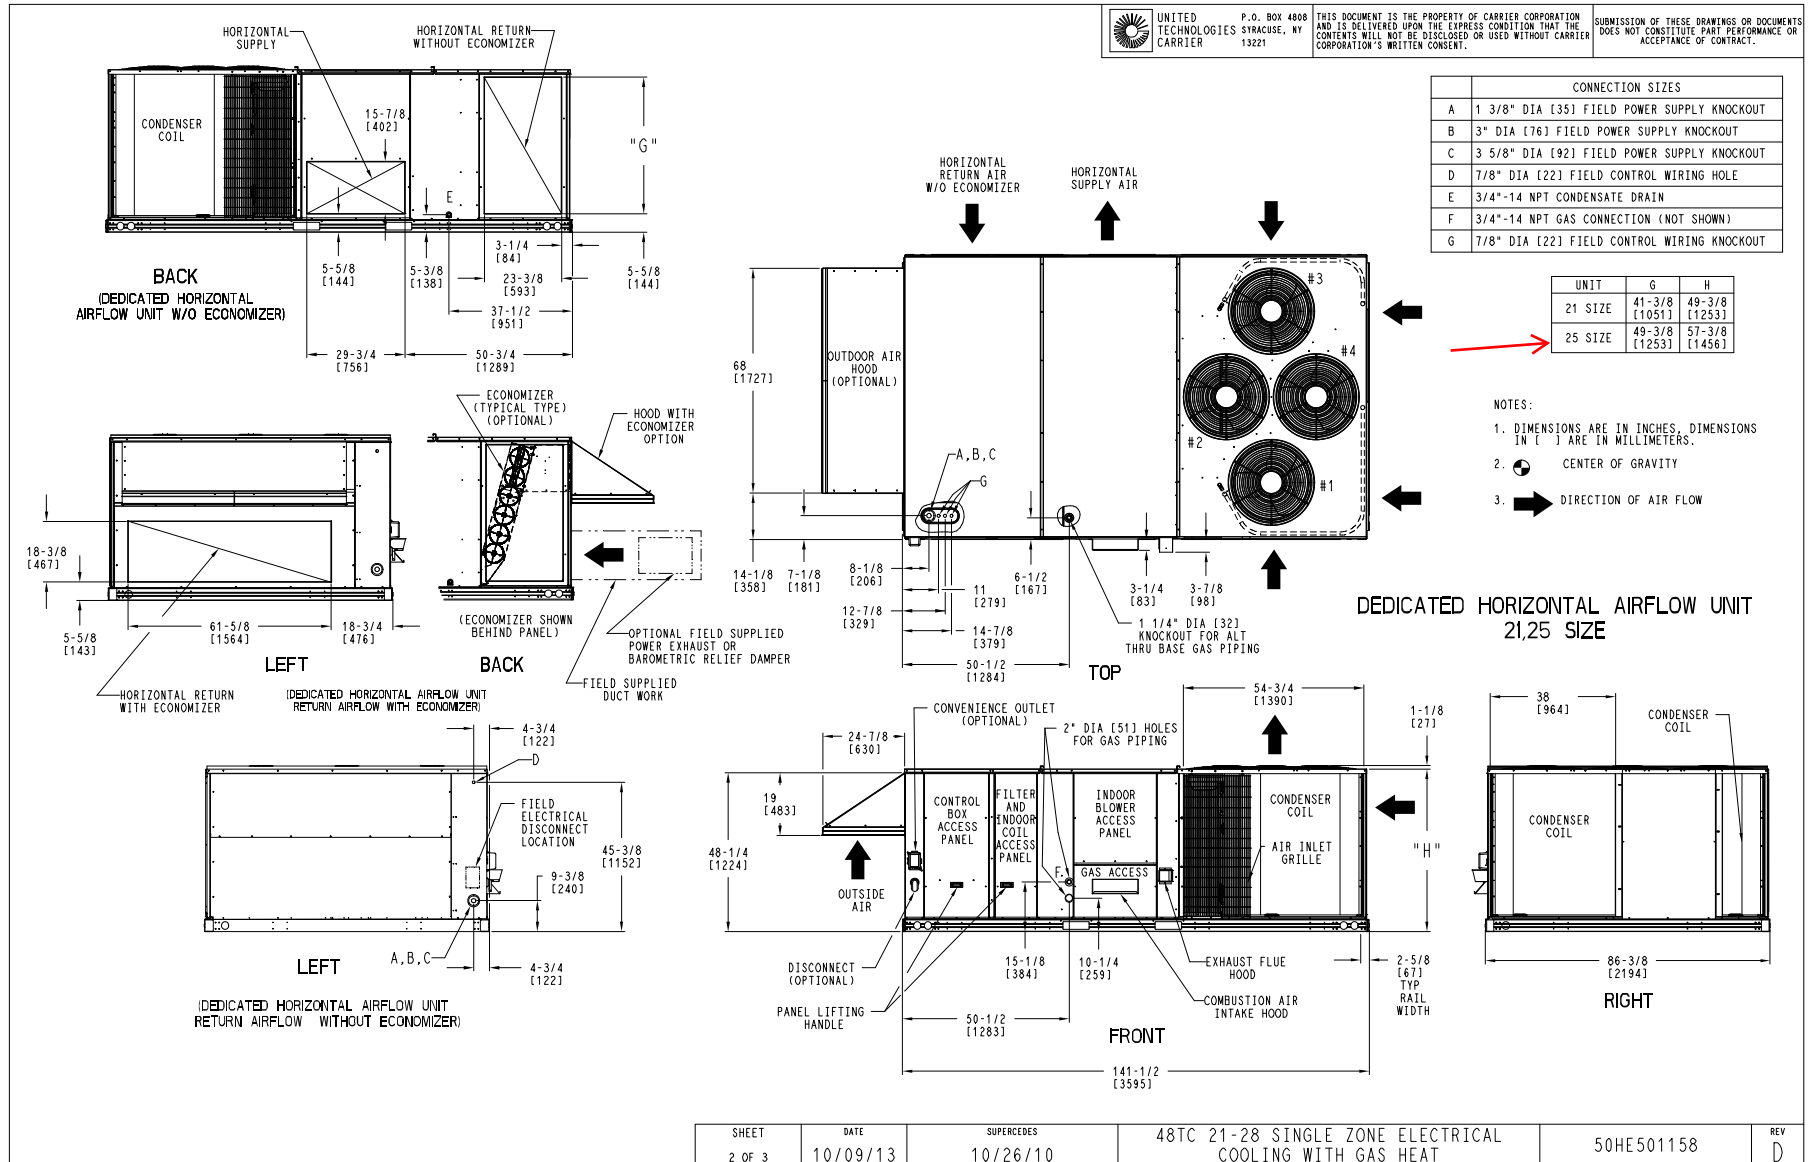 UNITED
TECHNOLOGIES
CARRIER
P.O. BOX 4808
SYRACUSE, NY
13221
THIS DOCUMENT IS THE PROPERTY OF CARRIER CORPORATION
AND IS DELIVERED UPON THE EXPRESS CONDITION THAT THE
CONTENTS WILL NOT BE DISCLOSED OR USED WITHOUT CARRIER
CORPORATION'S WRITTEN CONSENT.
SUBMISSION OF THESE DRAWINGS OR DOCUMENTS
DOES NOT CONSTITUTE PART PERFORMANCE OR
ACCEPTANCE OF CONTRACT.
CONNECTION SIZES
A 1 3/8" DIA [35] FIELD POWER SUPPLY KNOCKOUT
B 3" DIA [76] FIELD POWER SUPPLY KNOCKOUT
C 3 5/8" DIA [92] FIELD POWER SUPPLY KNOCKOUT
D 7/8" DIA [22] FIELD CONTROL WIRING HOLE
E 3/4"-14 NPT CONDENSATE DRAIN
F 3/4"-14 NPT GAS CONNECTION (NOT SHOWN)
G 7/8" DIA [22] FIELD CONTROL WIRING KNOCKOUT
UNIT G H
21 SIZE 41-3/8 49-3/8
[1051] [1253]
25 SIZE 49-3/8 57-3/8
[1253] [1456]
NOTES:
1. DIMENSIONS ARE IN INCHES, DIMENSIONS
IN [ ] ARE IN MILLIMETERS.
2. CENTER OF GRAVITY
3. DIRECTION OF AIR FLOW
DEDICATED HORIZONTAL AIRFLOW UNIT
21,25 SIZE
HORIZONTAL
SUPPLY
HORIZONTAL RETURN
WITHOUT ECONOMIZER
CONDENSER
COIL
15-7/8
[402]
"G"
E
5-5/8
[144]
5-3/8
[138]
3-1/4
[84]
23-3/8
[593]
5-5/8
[144]
37-1/2
[951]
29-3/4
[756]
50-3/4
[1289]
BACK
(DEDICATED HORIZONTAL
AIRFLOW UNIT W/O ECONOMIZER)
18-3/8
[467]
5-5/8
[143]
61-5/8
[1564]
18-3/4
[476]
LEFT
HORIZONTAL RETURN
WITH ECONOMIZER
(DEDICATED HORIZONTAL AIRFLOW UNIT
RETURN AIRFLOW WITH ECONOMIZER)
ECONOMIZER
(TYPICAL TYPE)
(OPTIONAL)
HOOD WITH
ECONOMIZER
OPTION
(ECONOMIZER SHOWN
BEHIND PANEL)
BACK
OPTIONAL FIELD SUPPLIED
POWER EXHAUST OR
BAROMETRIC RELIEF DAMPER
FIELD SUPPLIED
DUCT WORK
HORIZONTAL
RETURN AIR
W/O ECONOMIZER
HORIZONTAL
SUPPLY AIR
68
[1727]
OUTDOOR AIR
HOOD
(OPTIONAL)
#3
#4
#2
#1
A,B,C
G
14-1/8
[358]
7-1/8
[181]
8-1/8
[206]
11
[279]
12-7/8
[329]
14-7/8
[379]
50-1/2
[1284]
6-1/2
[167]
3-1/4
[83]
3-7/8
[98]
1 1/4" DIA [32]
KNOCKOUT FOR ALT
THRU BASE GAS PIPING
TOP
4-3/4
[122]
D
FIELD
ELECTRICAL
DISCONNECT
LOCATION
45-3/8
[1152]
9-3/8
[240]
A,B,C
4-3/4
[122]
LEFT
(DEDICATED HORIZONTAL AIRFLOW UNIT
RETURN AIRFLOW WITHOUT ECONOMIZER)
CONVENIENCE OUTLET
(OPTIONAL)
2" DIA [51] HOLES
FOR GAS PIPING
54-3/4
[1390]
1-1/8
[27]
24-7/8
[630]
19
[483]
48-1/4
[1224]
OUTSIDE
AIR
CONTROL
BOX
ACCESS
PANEL
FILTER
AND
INDOOR
COIL
ACCESS
PANEL
INDOOR
BLOWER
ACCESS
PANEL
F
GAS ACCESS
CONDENSER
COIL
AIR INLET
GRILLE
"H"
DISCONNECT
(OPTIONAL)
PANEL LIFTING
HANDLE
15-1/8
[384]
10-1/4
[259]
EXHAUST FLUE
HOOD
COMBUSTION AIR
INTAKE HOOD
50-1/2
[1283]
2-5/8
[67]
TYP
RAIL
WIDTH
FRONT
141-1/2
[3595]
38
[964]
CONDENSER
COIL
CONDENSER
COIL
86-3/8
[2194]
RIGHT
SHEET
2 OF 3
DATE
10/09/13
SUPERCEDES
10/26/10
48TC 21-28 SINGLE ZONE ELECTRICAL
COOLING WITH GAS HEAT
50HE501158
REV
D